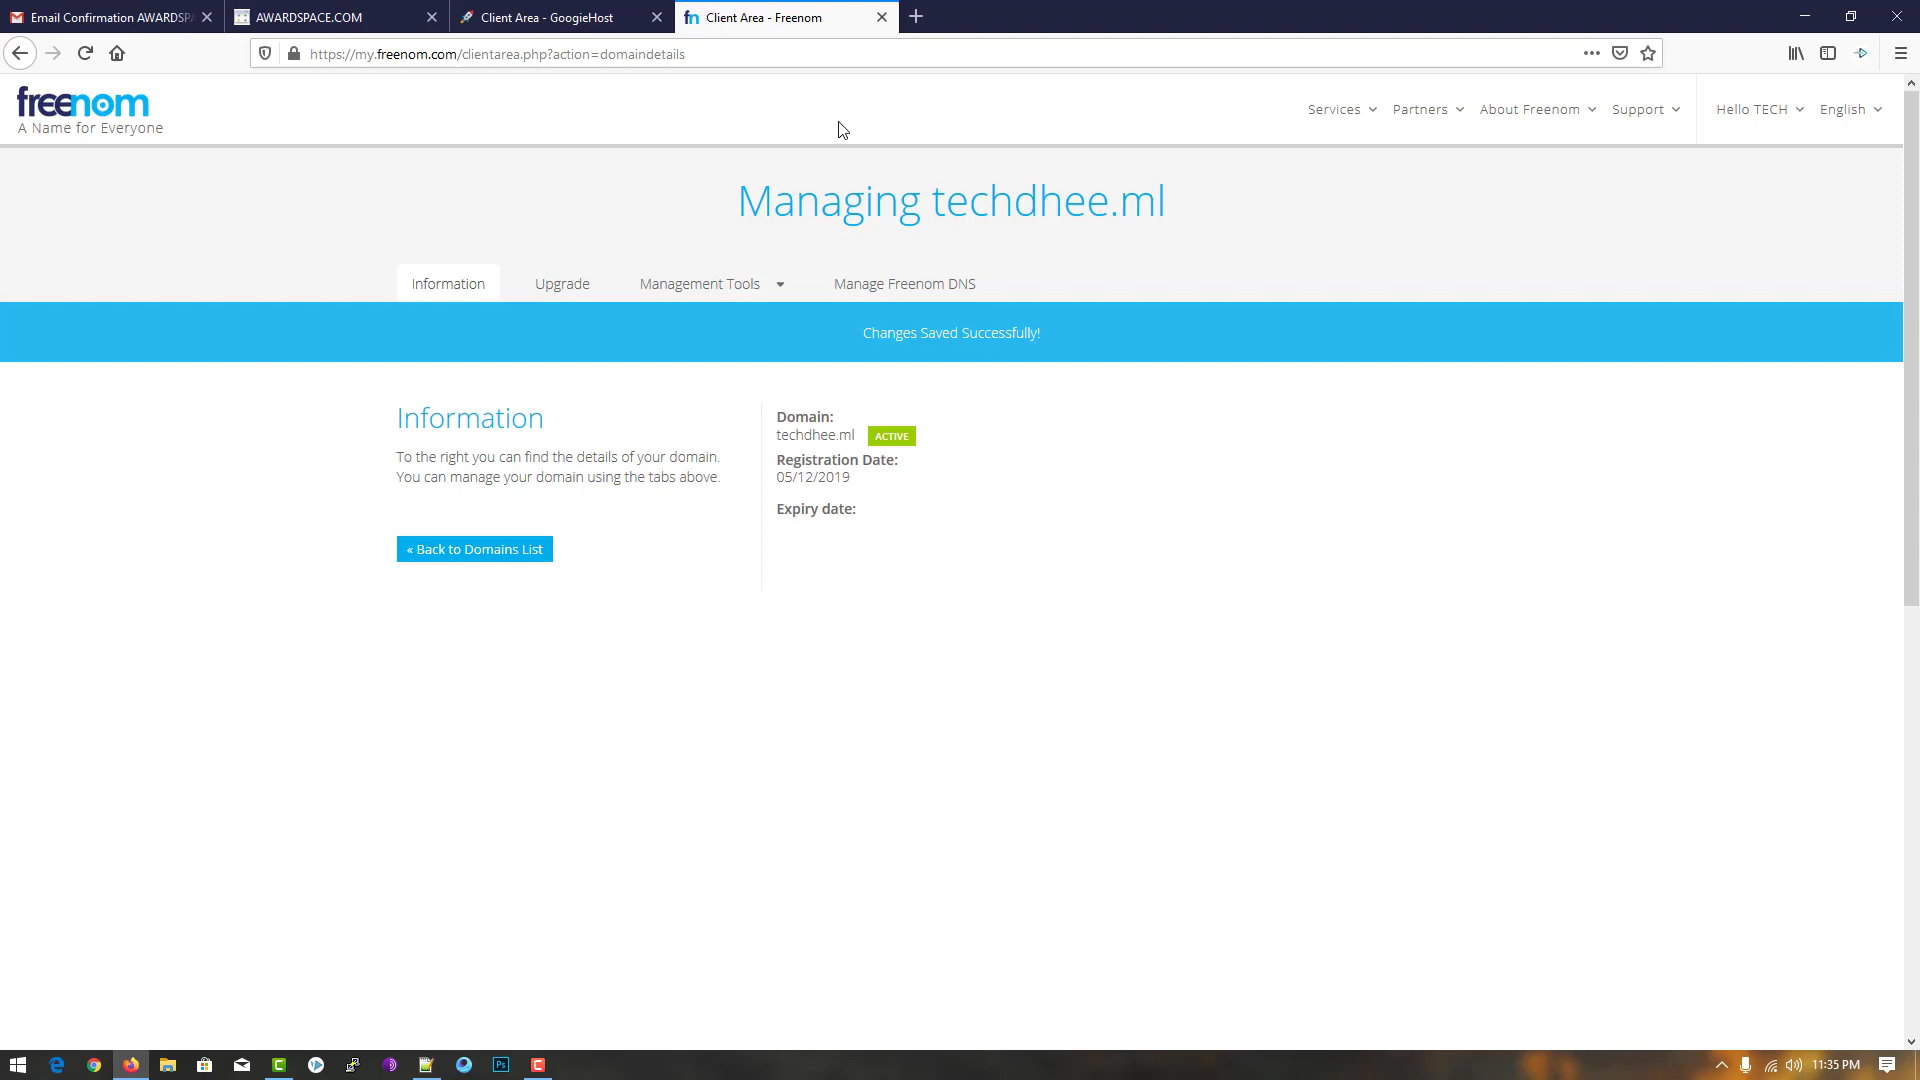 Email Confirmation AWARDSP
AWARDSPACE.COM
Client Area - GoogieHost
fn Client Area - Freenom
https://my.freenom.com/clientarea.php?action=domaindetails
freenom
A Name for Everyone
Services
Partners
About Freenom
Support
Hello TECH
English
Managing techdhee.ml
Information
Upgrade
Management Tools
Manage Freenom DNS
Changes Saved Successfully!
Information
To the right you can find the details of your domain.
You can manage your domain using the tabs above.
« Back to Domains List
Domain:
techdhee.ml ACTIVE
Registration Date:
05/12/2019
Expiry date:
Ps
11:35 PM